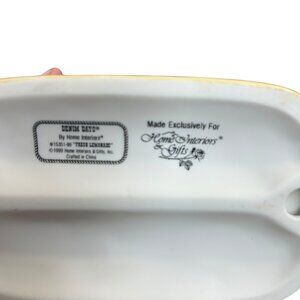 DENIM DAYS®
By Home Interiors®
#15351-99 "FRESH LEMONADE"
©1999 Home Interiors & Gifts, Inc.
Crafted in China
Made Exclusively For
Home Interiors®
& Gifts